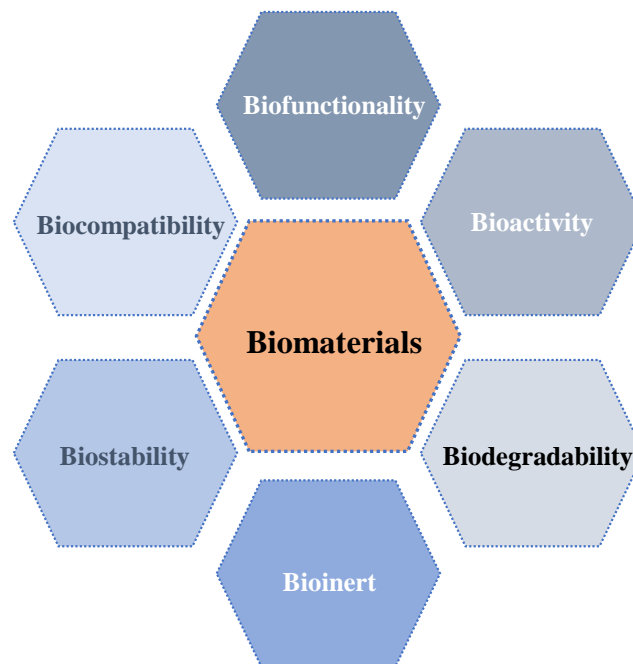 Biofunctionality
Biocompatibility
Bioactivity
Biomaterials
Biostability
Biodegradability
Bioinert